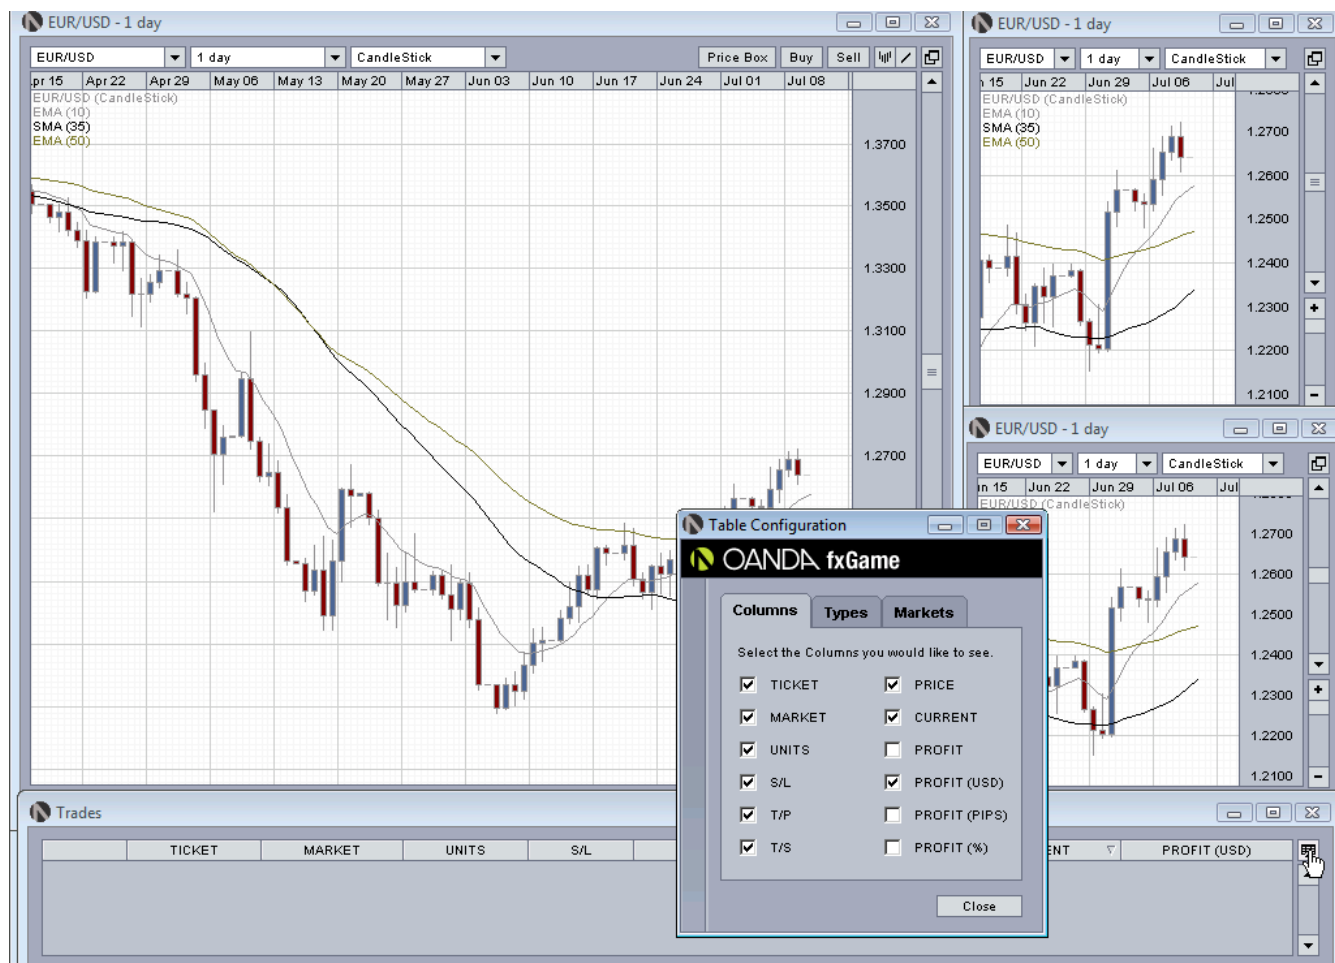 EUR/USD - 1 day
EUR/USD 1 day CandleStick Price Box Buy Sell
pr 15 Apr 22 Apr 29 May 06 May 13 May 20 May 27 Jun 03 Jun 10 Jun 17 Jun 24 Jul 01 Jul 08
EUR/USD (CandleStick)
EMA (10)
SMA (35)
EMA (50)
1.3700
1.3500
1.3300
1.3100
1.2900
1.2700
EUR/USD - 1 day
EUR/USD 1 day CandleStick
15 Jun 22 Jun 29 Jul 06 Jul
EUR/USD (CandleStick)
EMA (10)
SMA (35)
EMA (50)
1.2700
1.2600
1.2500
1.2400
1.2300
1.2200
1.2100
EUR/USD - 1 day
EUR/USD 1 day CandleStick
in 15 Jun 22 Jun 29 Jul 06 Jul
EUR/USD (CandleStick)
1.2700
1.2600
1.2500
1.2400
1.2300
1.2200
1.2100
Table Configuration
OANDA fxGame
Columns Types Markets
Select the Columns you would like to see.
TICKET PRICE
MARKET CURRENT
UNITS PROFIT
S/L PROFIT (USD)
T/P PROFIT (PIPS)
T/S PROFIT (%)
Close
Trades
TICKET MARKET UNITS S/L ENT PROFIT (USD)